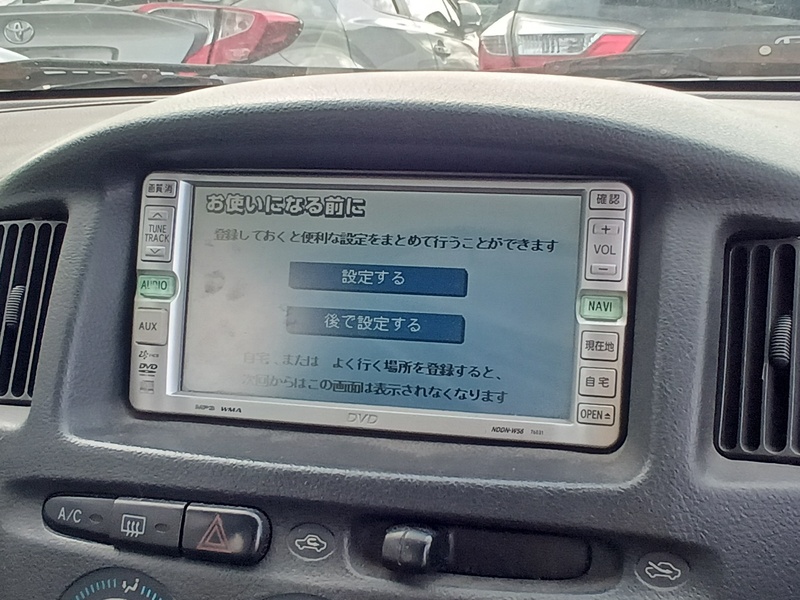 画質・消
お使いになる前に
確認
登録しておくと便利な設定をまとめて行うことができます
TUNE
TRACK
+
VOL
-
設定する
AUDIO
NAVI
後で設定する
AUX
現在地
自宅、または よく行く場所を登録すると、
次回からはこの画面は表示されなくなります
DVD
自宅
OPEN
MP3 WMA
DVD
NDDN-W56
A/C